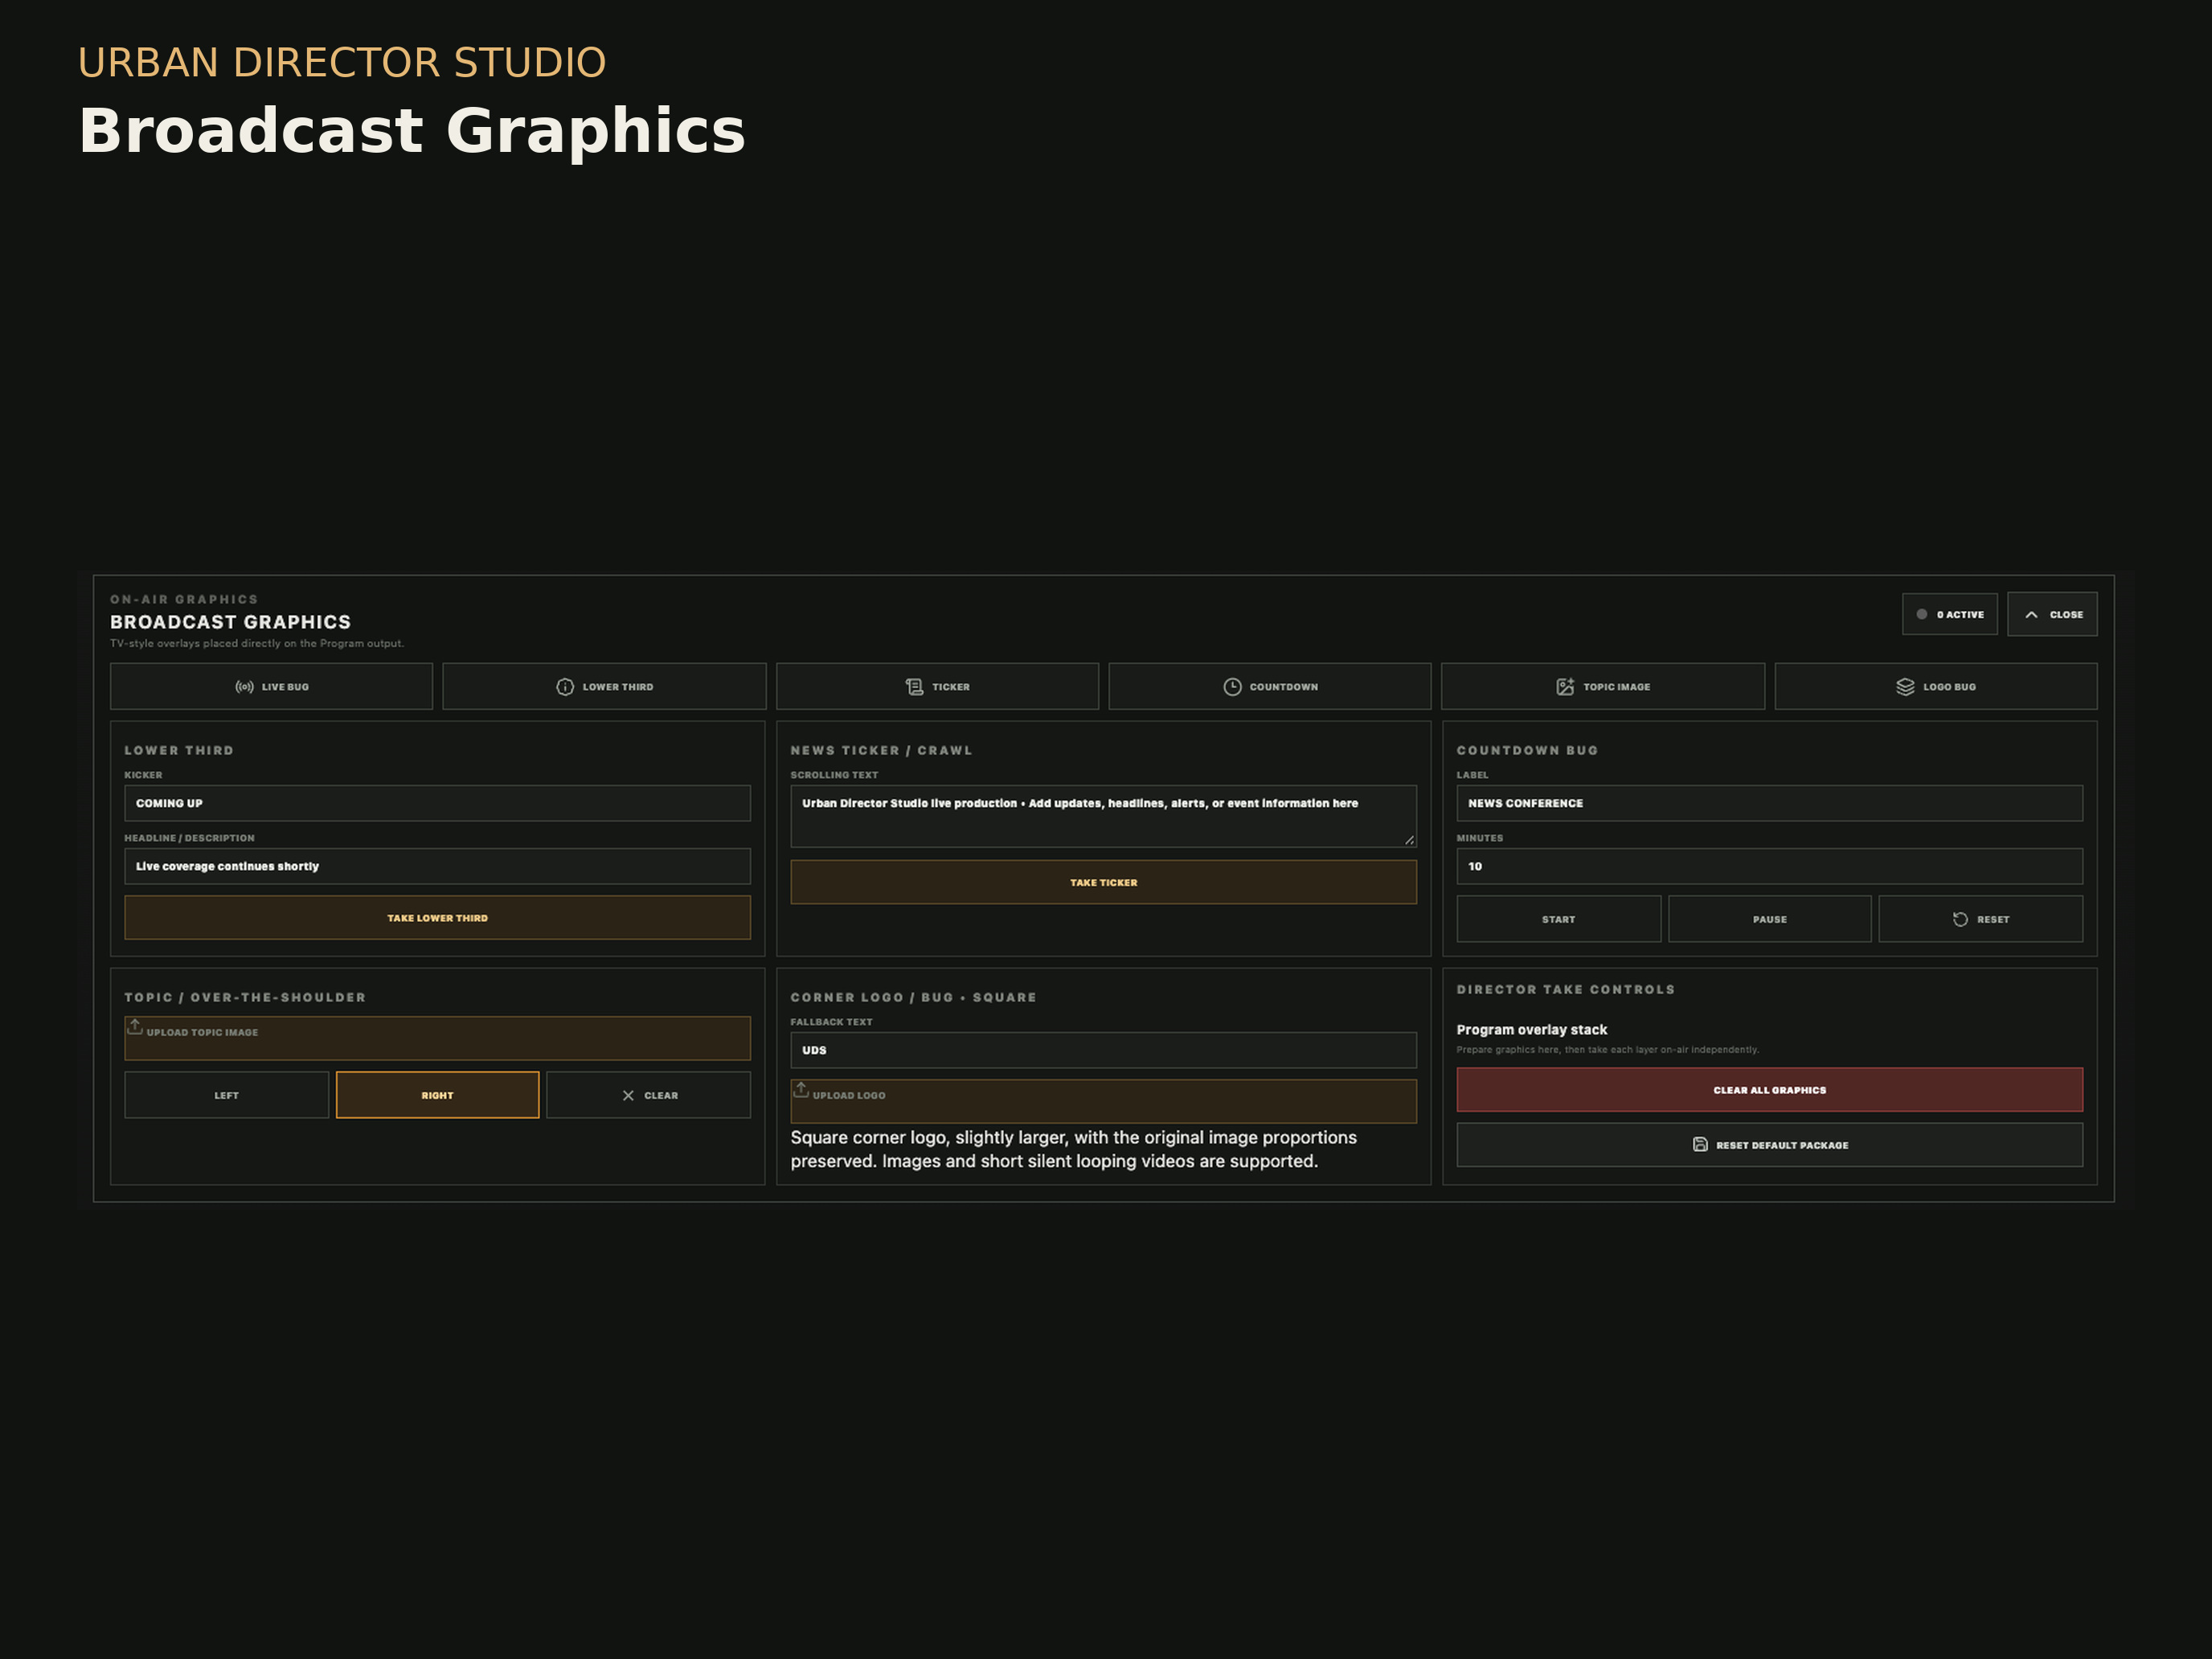 URBAN DIRECTOR STUDIO
Broadcast Graphics
ON-AIR GRAPHICS
BROADCAST GRAPHICS
TV-style overlays placed directly on the Program output.
0 ACTIVE
CLOSE
LIVE BUG
LOWER THIRD
TICKER
COUNTDOWN
TOPIC IMAGE
LOGO BUG
LOWER THIRD
KICKER
COMING UP
HEADLINE / DESCRIPTION
Live coverage continues shortly
TAKE LOWER THIRD
NEWS TICKER / CRAWL
SCROLLING TEXT
Urban Director Studio live production • Add updates, headlines, alerts, or event information here
TAKE TICKER
COUNTDOWN BUG
LABEL
NEWS CONFERENCE
MINUTES
10
START
PAUSE
RESET
TOPIC / OVER-THE-SHOULDER
UPLOAD TOPIC IMAGE
LEFT
RIGHT
CLEAR
CORNER LOGO / BUG • SQUARE
FALLBACK TEXT
UDS
UPLOAD LOGO
Square corner logo, slightly larger, with the original image proportions
preserved. Images and short silent looping videos are supported.
DIRECTOR TAKE CONTROLS
Program overlay stack
Prepare graphics here, then take each layer on-air independently.
CLEAR ALL GRAPHICS
RESET DEFAULT PACKAGE